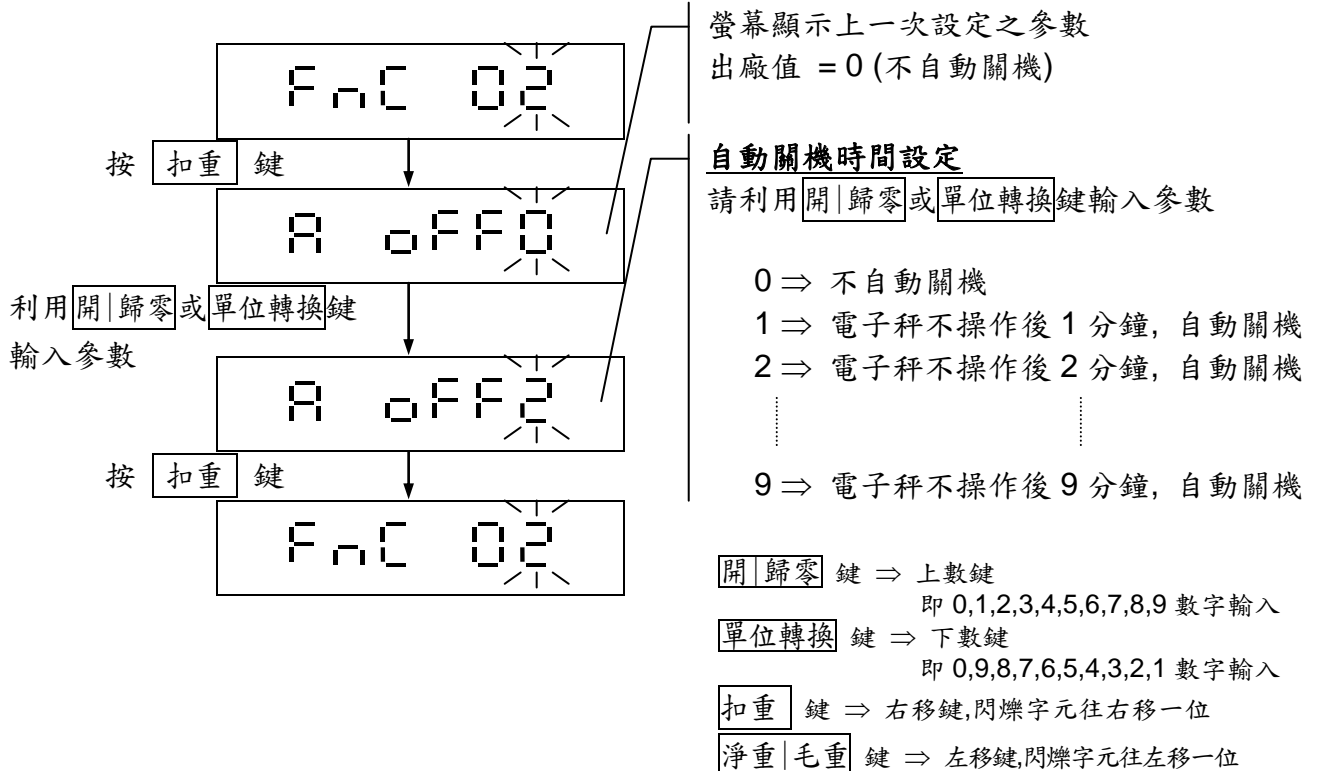 FnC 02
按 扣重 鍵
A oFF0
利用開|歸零或單位轉換鍵
輸入參數
A oFF2
按 扣重 鍵
FnC 02
螢幕顯示上一次設定之參數
出廠值 = 0 (不自動關機)
自動關機時間設定
請利用開|歸零或單位轉換鍵輸入參數
0⇒ 不自動關機
1⇒ 電子秤不操作後 1 分鐘, 自動關機
2⇒ 電子秤不操作後 2 分鐘, 自動關機
9⇒ 電子秤不操作後 9 分鐘, 自動關機
開|歸零 鍵 ⇒ 上數鍵
即 0,1,2,3,4,5,6,7,8,9 數字輸入
單位轉換 鍵 ⇒ 下數鍵
即 0,9,8,7,6,5,4,3,2,1 數字輸入
扣重 鍵 ⇒ 右移鍵,閃爍字元往右移一位
淨重|毛重 鍵 ⇒ 左移鍵,閃爍字元往左移一位